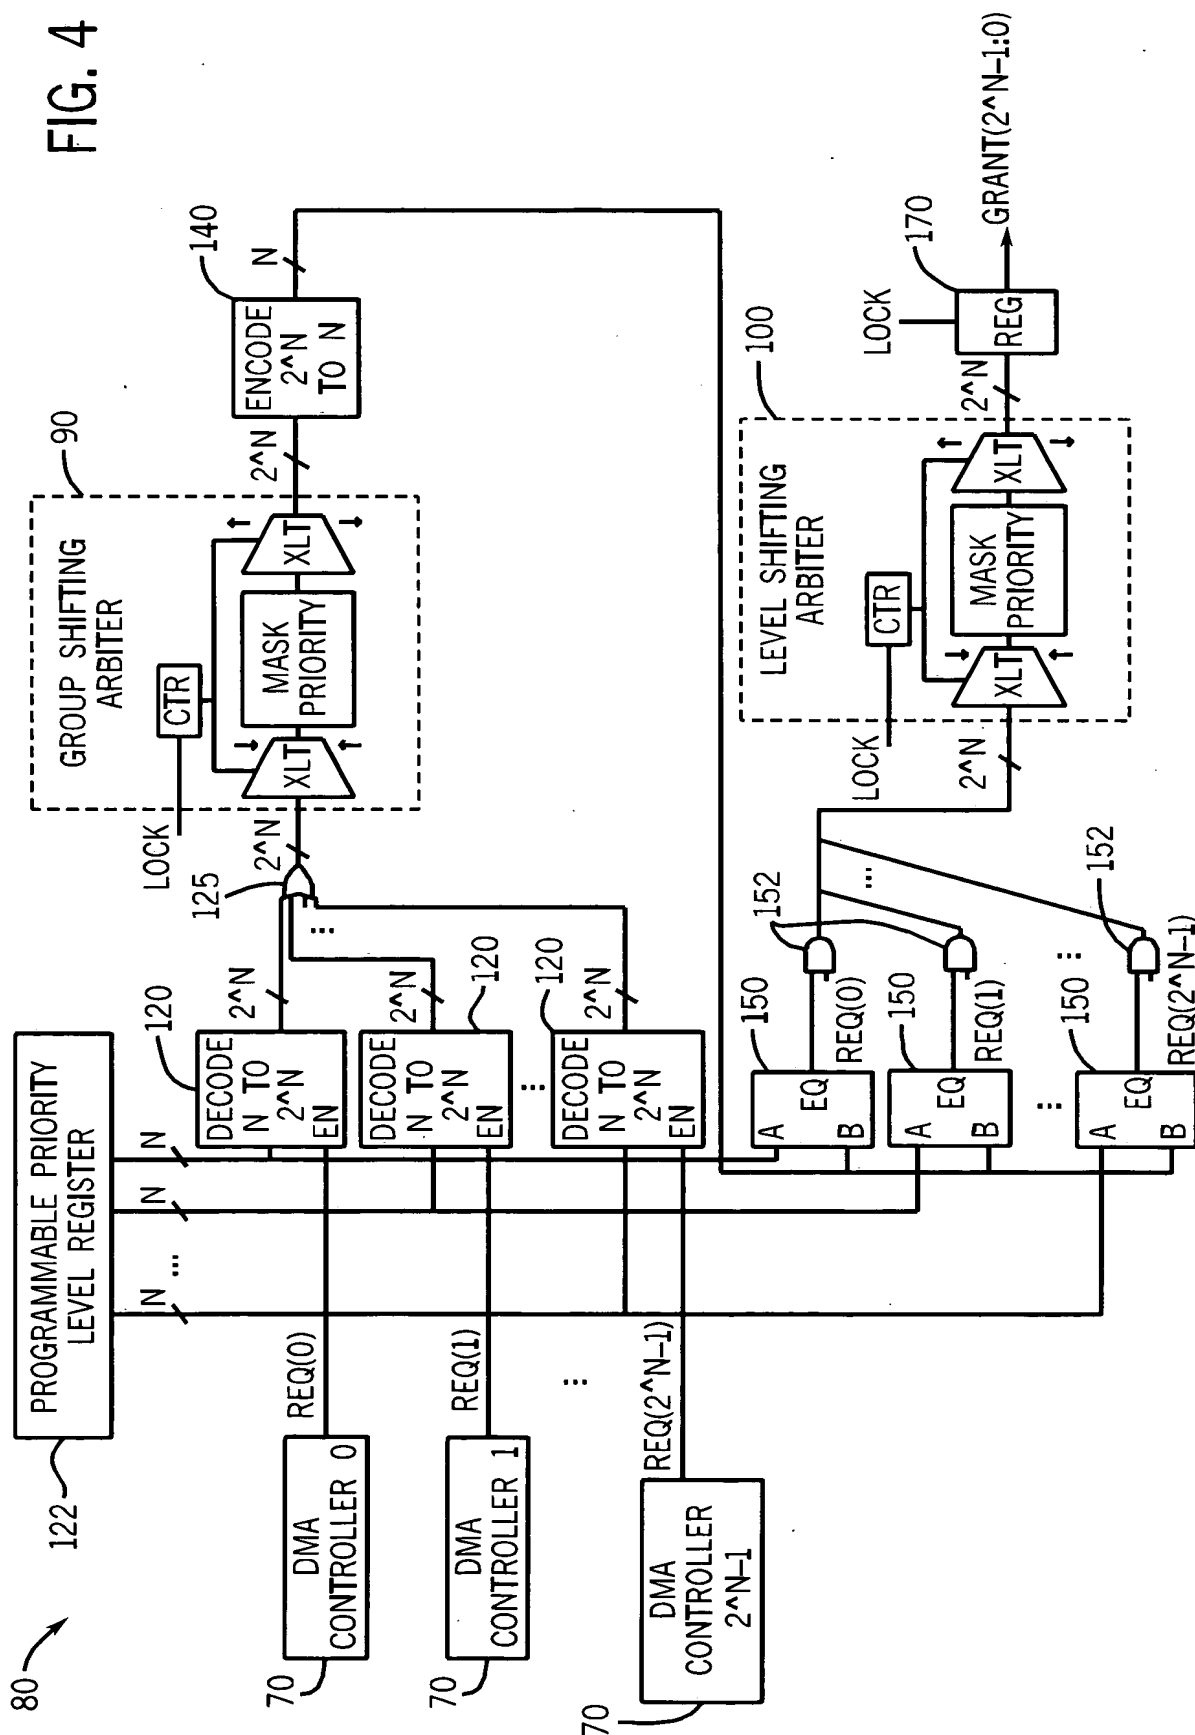 FIG. 4
80
122
PROGRAMMABLE PRIORITY
LEVEL REGISTER
N
N
...
N
70
DMA
CONTROLLER 0
REQ(0)
70
DMA
CONTROLLER 1
REQ(1)
...
70
DMA
CONTROLLER
2^N-1
REQ(2^N-1)
120
DECODE
N TO
2^N
EN
2^N
120
DECODE
N TO
2^N
EN
2^N
...
120
DECODE
N TO
2^N
EN
2^N
...
125
2^N
LOCK
90
GROUP SHIFTING
ARBITER
CTR
XLT
MASK
PRIORITY
XLT
2^N
140
ENCODE
2^N
TO N
N
150
A
EQ
B
REQ(0)
152
150
A
EQ
B
REQ(1)
...
...
...
150
A
EQ
B
REQ(2^N-1)
152
2^N
LOCK
100
LEVEL SHIFTING
ARBITER
CTR
XLT
MASK
PRIORITY
XLT
2^N
LOCK
170
REG
GRANT(2^N-1:0)